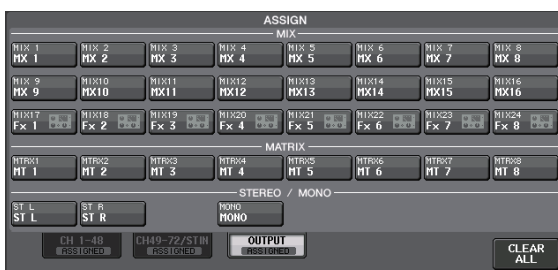 ASSIGN
MIX
MIX 1 MIX 2 MIX 3 MIX 4 MIX 5 MIX 6 MIX 7 MIX 8
MX 1 MX 2 MX 3 MX 4 MX 5 MX 6 MX 7 MX 8
MIX 9 MIX10 MIX11 MIX12 MIX13 MIX14 MIX15 MIX16
MX 9 MX10 MX11 MX12 MX13 MX14 MX15 MX16
MIX17 MIX18 MIX19 MIX20 MIX21 MIX22 MIX23 MIX24
Fx 1 Fx 2 Fx 3 Fx 4 Fx 5 Fx 6 Fx 7 Fx 8
MATRIX
MTRX1 MTRX2 MTRX3 MTRX4 MTRX5 MTRX6 MTRX7 MTRX8
MT 1 MT 2 MT 3 MT 4 MT 5 MT 6 MT 7 MT 8
STEREO / MONO
ST L ST R MONO
ST L ST R MONO
CH 1-48 CH49-72/STIN OUTPUT
ASSIGNED ASSIGNED ASSIGNED
CLEAR
ALL